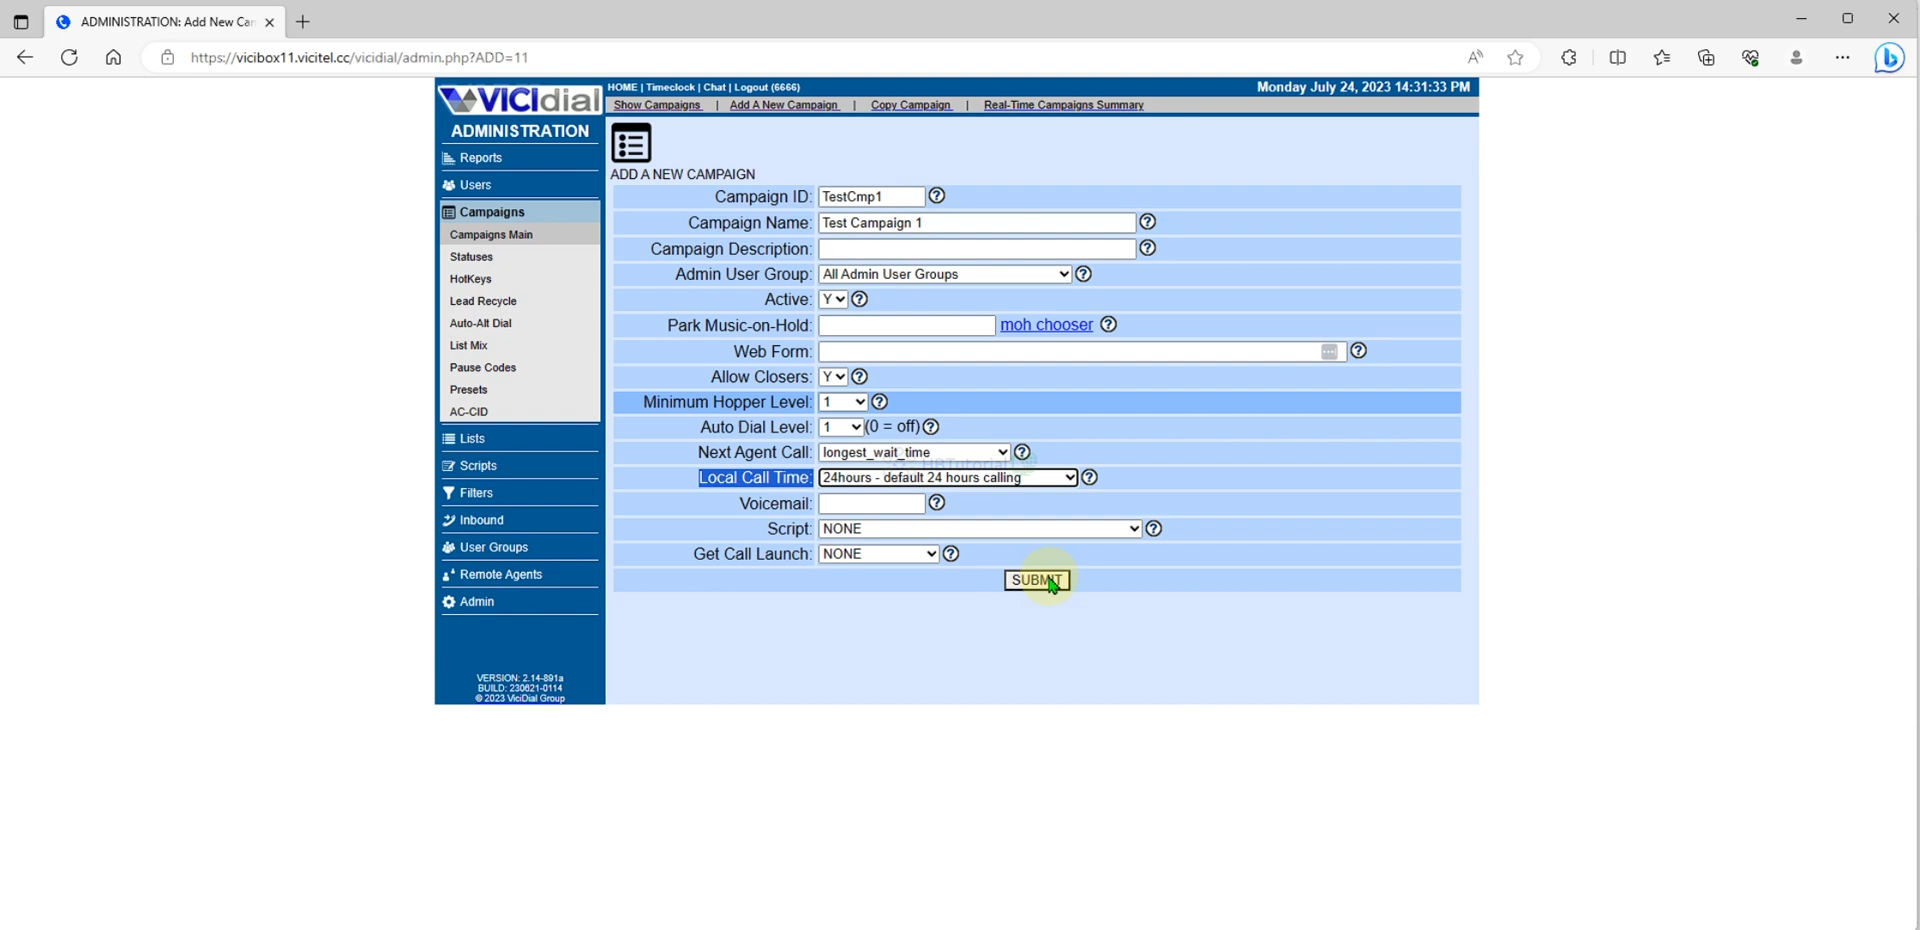 ADMINISTRATION: Add New Can
https://vicibox11.vicitel.cc/vicidial/admin.php?ADD=11
VICIdial
HOME | Timeclock | Chat | Logout (6666)
Monday July 24, 2023 14:31:33 PM
Show Campaigns | Add A New Campaign | Copy Campaign | Real-Time Campaigns Summary
ADMINISTRATION
Reports
Users
Campaigns
Campaigns Main
Statuses
HotKeys
Lead Recycle
Auto-Alt Dial
List Mix
Pause Codes
Presets
AC-CID
Lists
Scripts
Filters
Inbound
User Groups
Remote Agents
Admin
VERSION: 2.14-891a
BUILD: 230621-0114
© 2023 ViciDial Group
ADD A NEW CAMPAIGN
Campaign ID: TestCmp1
Campaign Name: Test Campaign 1
Campaign Description:
Admin User Group: All Admin User Groups
Active: Y
Park Music-on-Hold: moh chooser
Web Form:
Allow Closers: Y
Minimum Hopper Level: 1
Auto Dial Level: 1 (0 = off)
Next Agent Call: longest_wait_time
HBTutorial
Local Call Time: 24hours - default 24 hours calling
Voicemail:
Script: NONE
Get Call Launch: NONE
SUBMIT